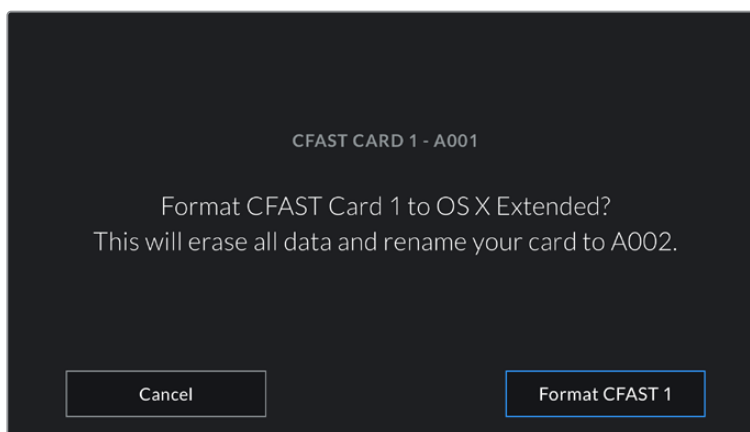 CFAST CARD 1 - A001
Format CFAST Card 1 to OS X Extended?
This will erase all data and rename your card to A002.
Cancel
Format CFAST 1